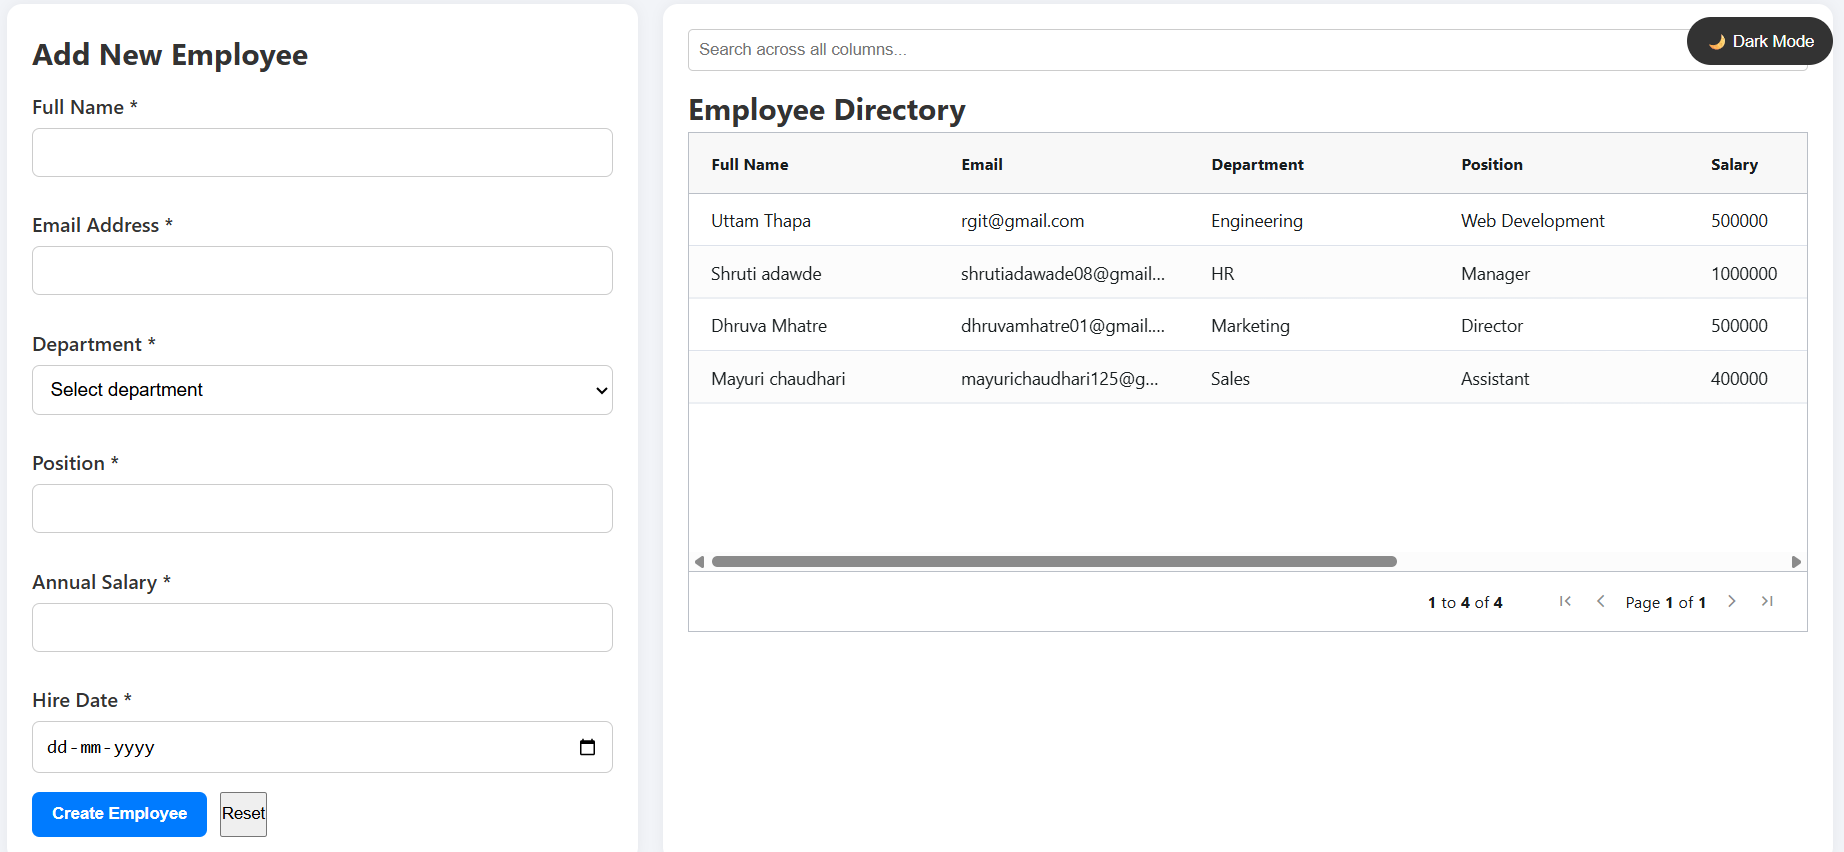 Add New Employee
Full Name *
Email Address *
Department *
Select department
Position *
Annual Salary *
Hire Date *
dd-mm-yyyy
Create Employee Reset
Search across all columns...
🌙 Dark Mode
Employee Directory
Full Name Email Department Position Salary
Uttam Thapa rgit@gmail.com Engineering Web Development 500000
Shruti adawde shrutiadawade08@gmail... HR Manager 1000000
Dhruva Mhatre dhruvamhatre01@gmail.... Marketing Director 500000
Mayuri chaudhari mayurichaudhari125@g... Sales Assistant 400000
1 to 4 of 4 Page 1 of 1